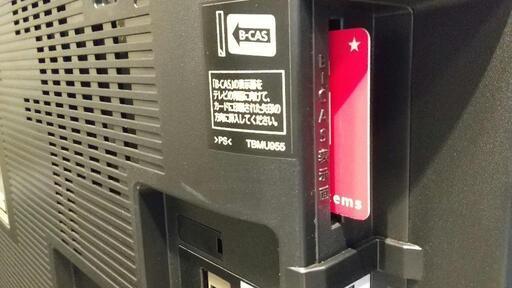 B-CAS
「B-CAS」の表示面を
テレビの背面に向けて、
カードに印刷された矢印の
方向に挿入してください。
>PS< TBMU955
B-CAS表示面
ems